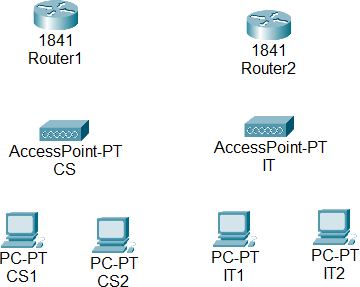 1841
Router1
1841
Router2
AccessPoint-PT
CS
AccessPoint-PT
IT
PC-PT
CS1
PC-PT
CS2
PC-PT
IT1
PC-PT
IT2